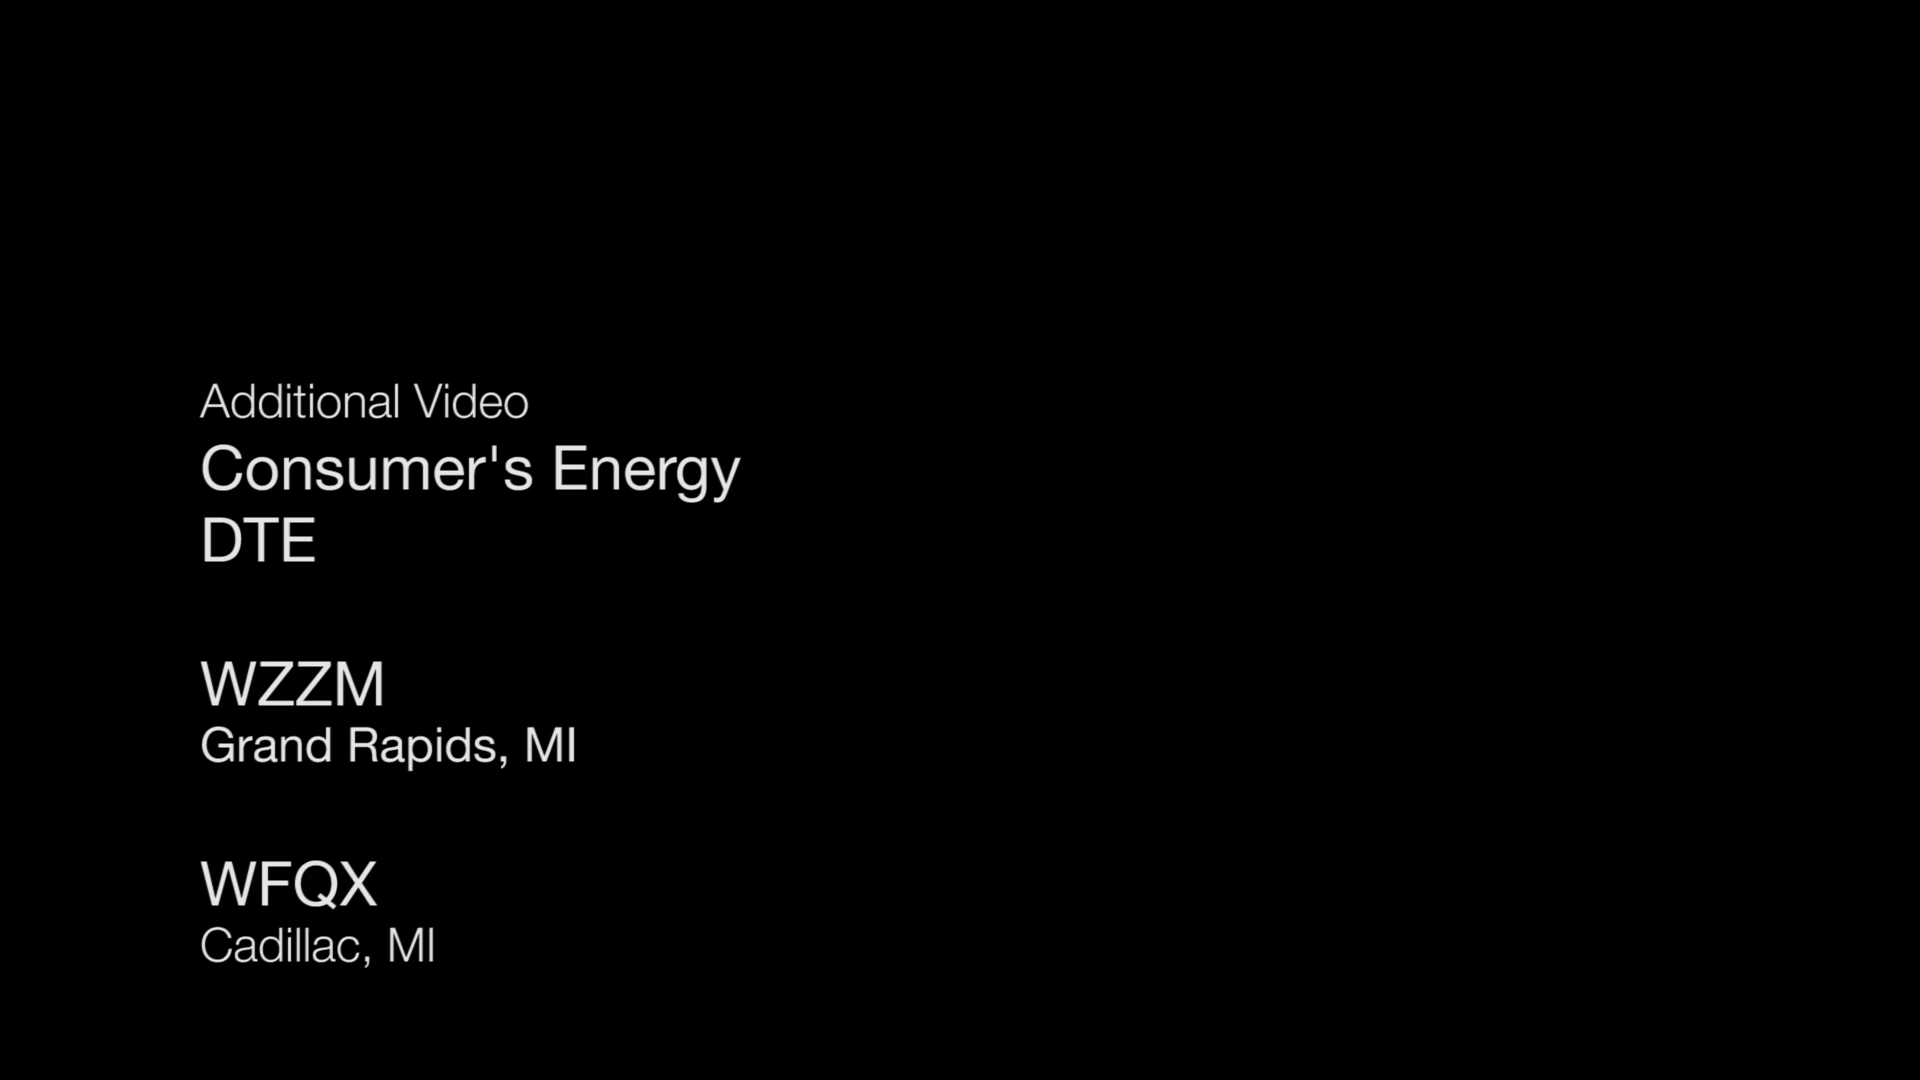 Additional Video
Consumer's Energy
DTE
WZZM
Grand Rapids, MI
WFQX
Cadillac, MI